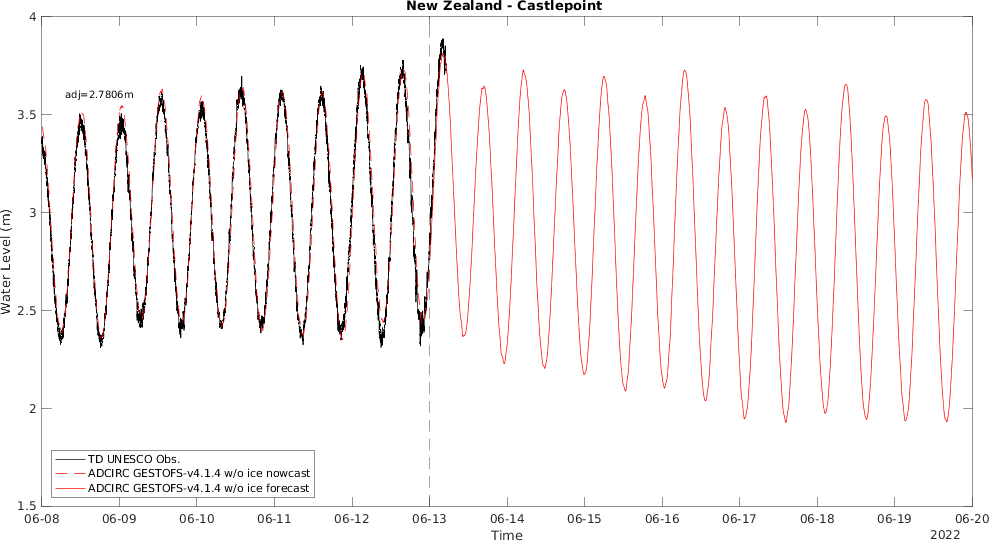 New Zealand - Castlepoint
4
3.5
3
2.5
2
1.5
Water Level (m)
adj=2.7806m
TD UNESCO Obs.
ADCIRC GESTOFS-v4.1.4 w/o ice nowcast
ADCIRC GESTOFS-v4.1.4 w/o ice forecast
06-08 06-09 06-10 06-11 06-12 06-13 06-14 06-15 06-16 06-17 06-18 06-19 06-20
Time
2022